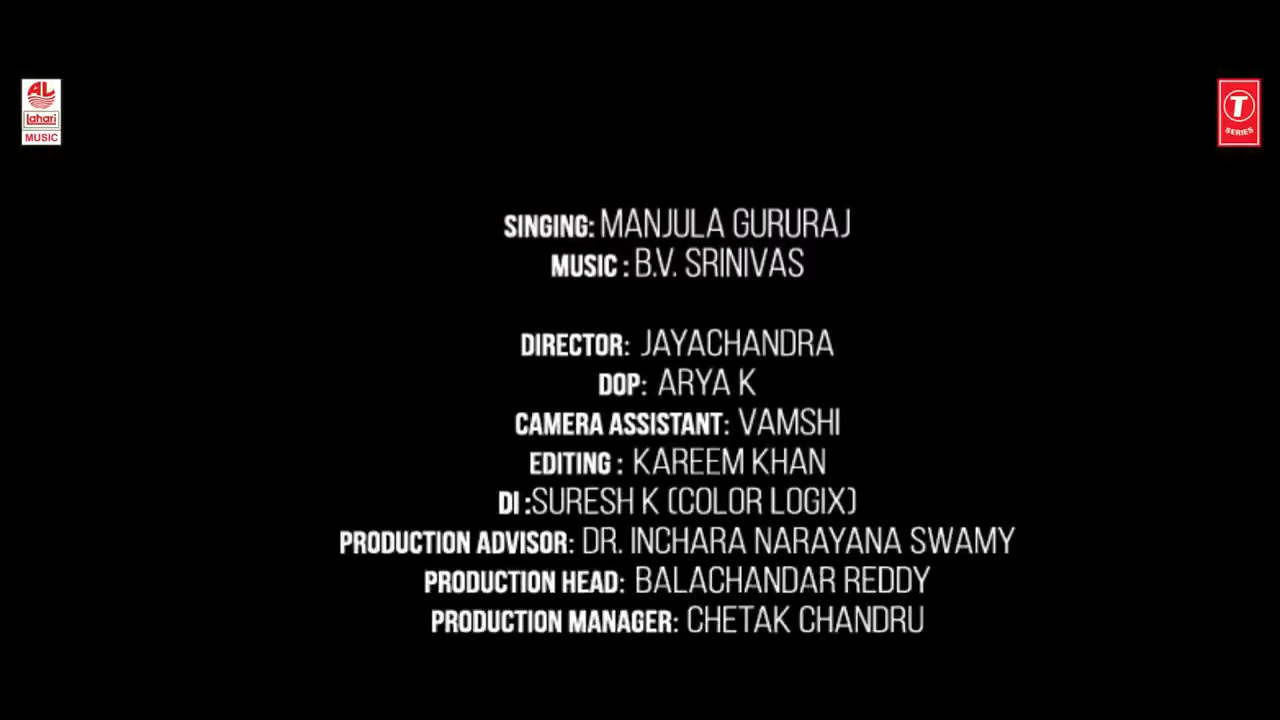 AL
Lahari
MUSIC
T
SERIES
SINGING: MANJULA GURURAJ
MUSIC : B.V. SRINIVAS
DIRECTOR: JAYACHANDRA
DOP: ARYA K
CAMERA ASSISTANT: VAMSHI
EDITING : KAREEM KHAN
DI :SURESH K (COLOR LOGIX)
PRODUCTION ADVISOR: DR. INCHARA NARAYANA SWAMY
PRODUCTION HEAD: BALACHANDAR REDDY
PRODUCTION MANAGER: CHETAK CHANDRU